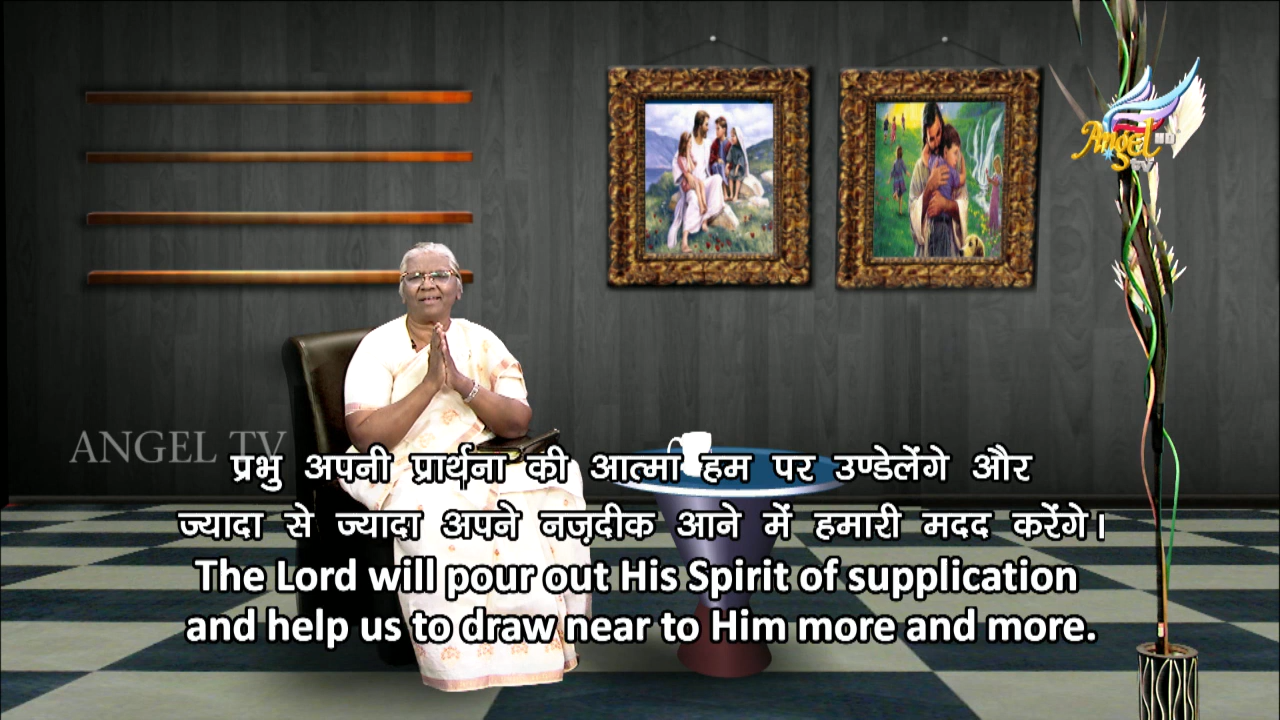 Angel HD
tv
ANGEL TV
प्रभु अपनी प्रार्थना की आत्मा हम पर उण्डेलेंगे और
ज्यादा से ज्यादा अपने नज़दीक आने में हमारी मदद करेंगे।
The Lord will pour out His Spirit of supplication
and help us to draw near to Him more and more.